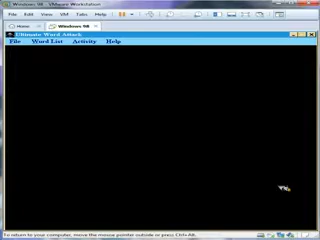 Windows 98 - VMware Workstation
File Edit View VM Tabs Help
Home Windows 98
Ultimate Word Attack
File Word List Activity Help
To return to your computer, move the mouse pointer outside or press Ctrl+Alt.